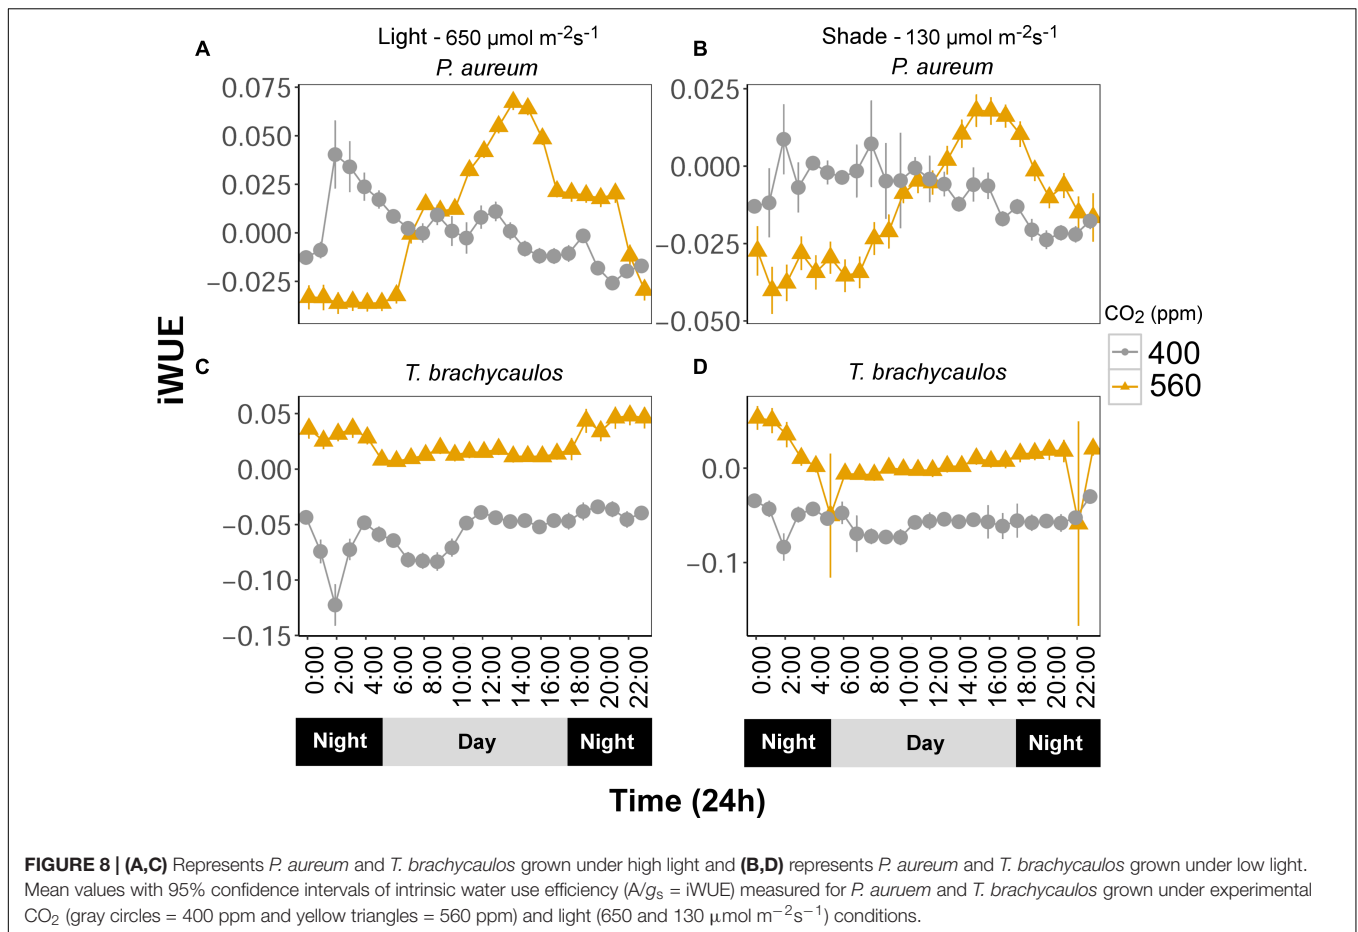 A
Light - 650 µmol m-2s-1
P. aureum
B
Shade - 130 µmol m-2s-1
P. aureum
0.075
0.050
0.025
0.000
−0.025
0.025
0.000
−0.025
−0.050
iWUE
CO2 (ppm)
400
560
C
T. brachycaulos
D
T. brachycaulos
0.05
0.00
−0.05
−0.10
−0.15
0.0
−0.1
0:00 2:00 4:00 6:00 8:00 10:00 12:00 14:00 16:00 18:00 20:00 22:00
0:00 2:00 4:00 6:00 8:00 10:00 12:00 14:00 16:00 18:00 20:00 22:00
Night Day Night
Night Day Night
Time (24h)
FIGURE 8 | (A,C) Represents P. aureum and T. brachycaulos grown under high light and (B,D) represents P. aureum and T. brachycaulos grown under low light.
Mean values with 95% confidence intervals of intrinsic water use efficiency (A/gs = iWUE) measured for P. auruem and T. brachycaulos grown under experimental
CO2 (gray circles = 400 ppm and yellow triangles = 560 ppm) and light (650 and 130 µmol m−2s−1) conditions.